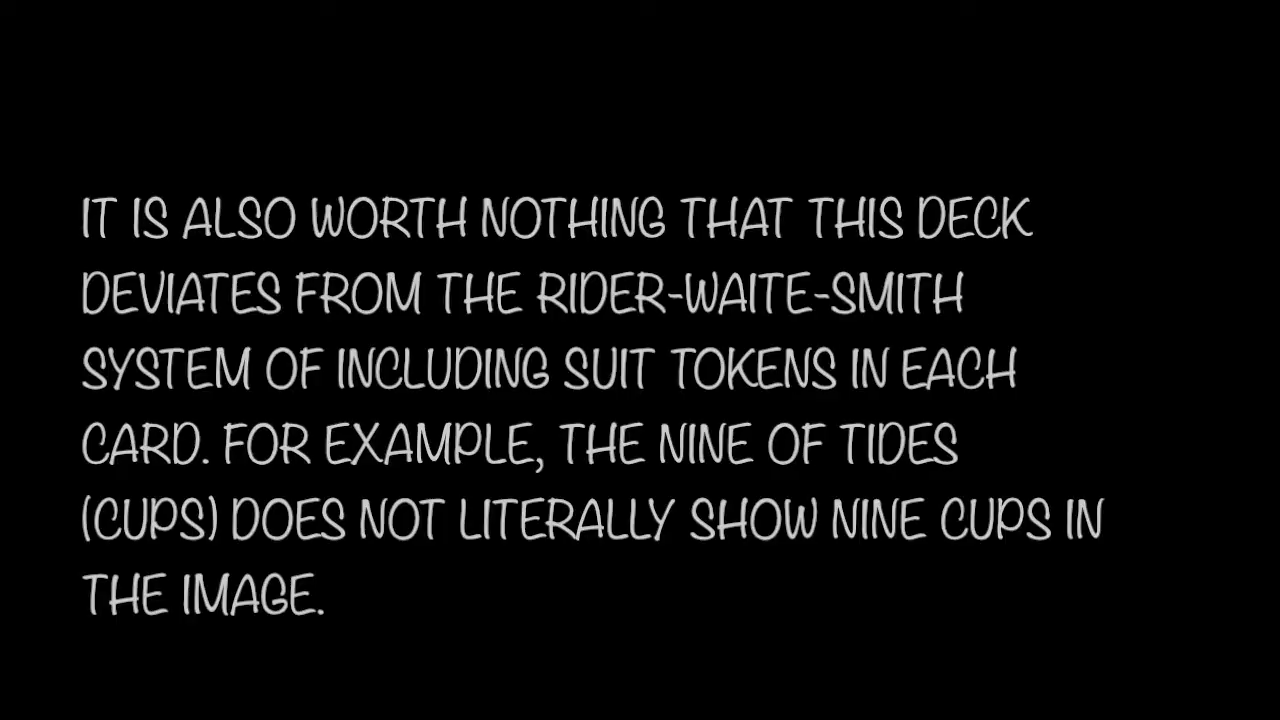 IT IS ALSO WORTH NOTHING THAT THIS DECK
DEVIATES FROM THE RIDER-WAITE-SMITH
SYSTEM OF INCLUDING SUIT TOKENS IN EACH
CARD. FOR EXAMPLE, THE NINE OF TIDES
(CUPS) DOES NOT LITERALLY SHOW NINE CUPS IN
THE IMAGE.